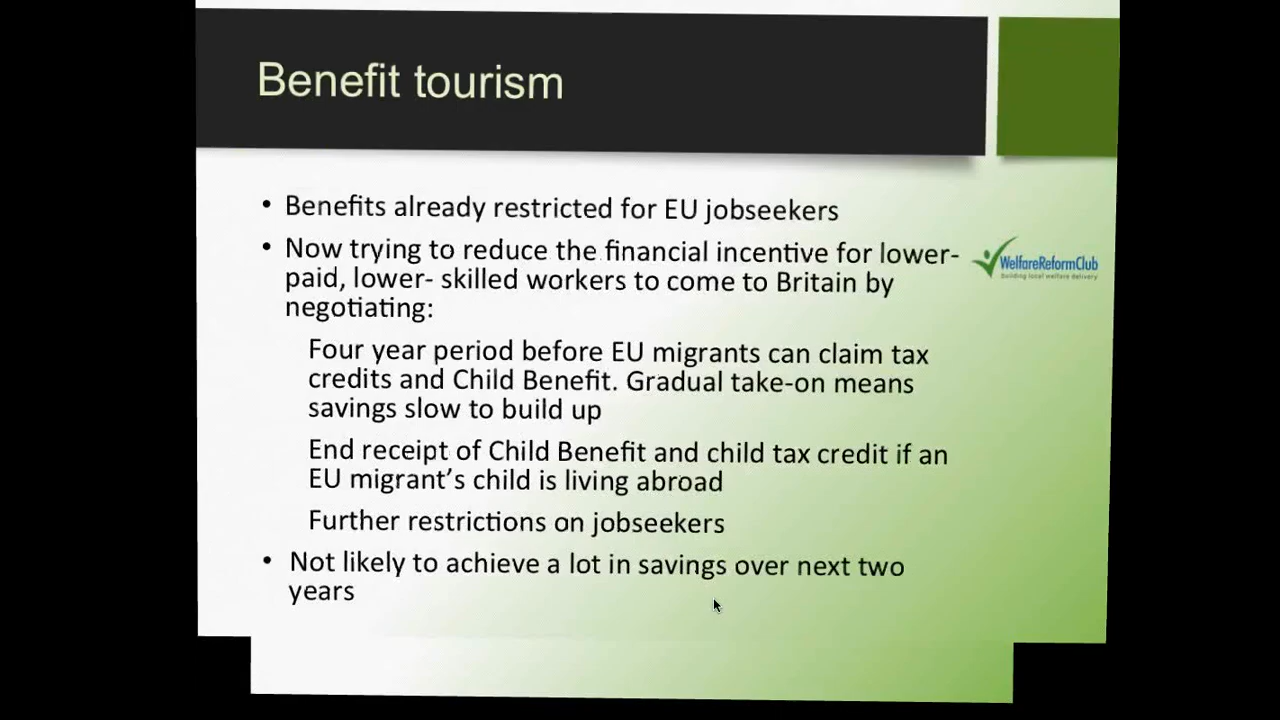 Benefit tourism
• Benefits already restricted for EU jobseekers
• Now trying to reduce the financial incentive for lower-
paid, lower- skilled workers to come to Britain by
negotiating:
Four year period before EU migrants can claim tax
credits and Child Benefit. Gradual take-on means
savings slow to build up
End receipt of Child Benefit and child tax credit if an
EU migrant’s child is living abroad
Further restrictions on jobseekers
• Not likely to achieve a lot in savings over next two
years
WelfareReformClub
building local welfare delivery